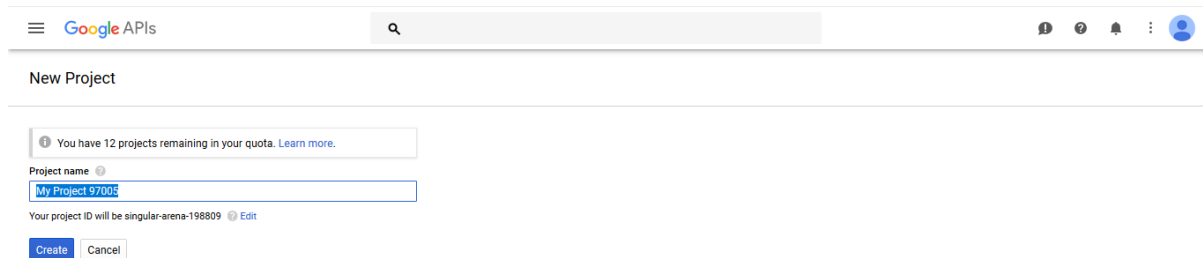 Google APIs
New Project
You have 12 projects remaining in your quota. Learn more.
Project name
My Project 97005
Your project ID will be singular-arena-198809 Edit
Create Cancel